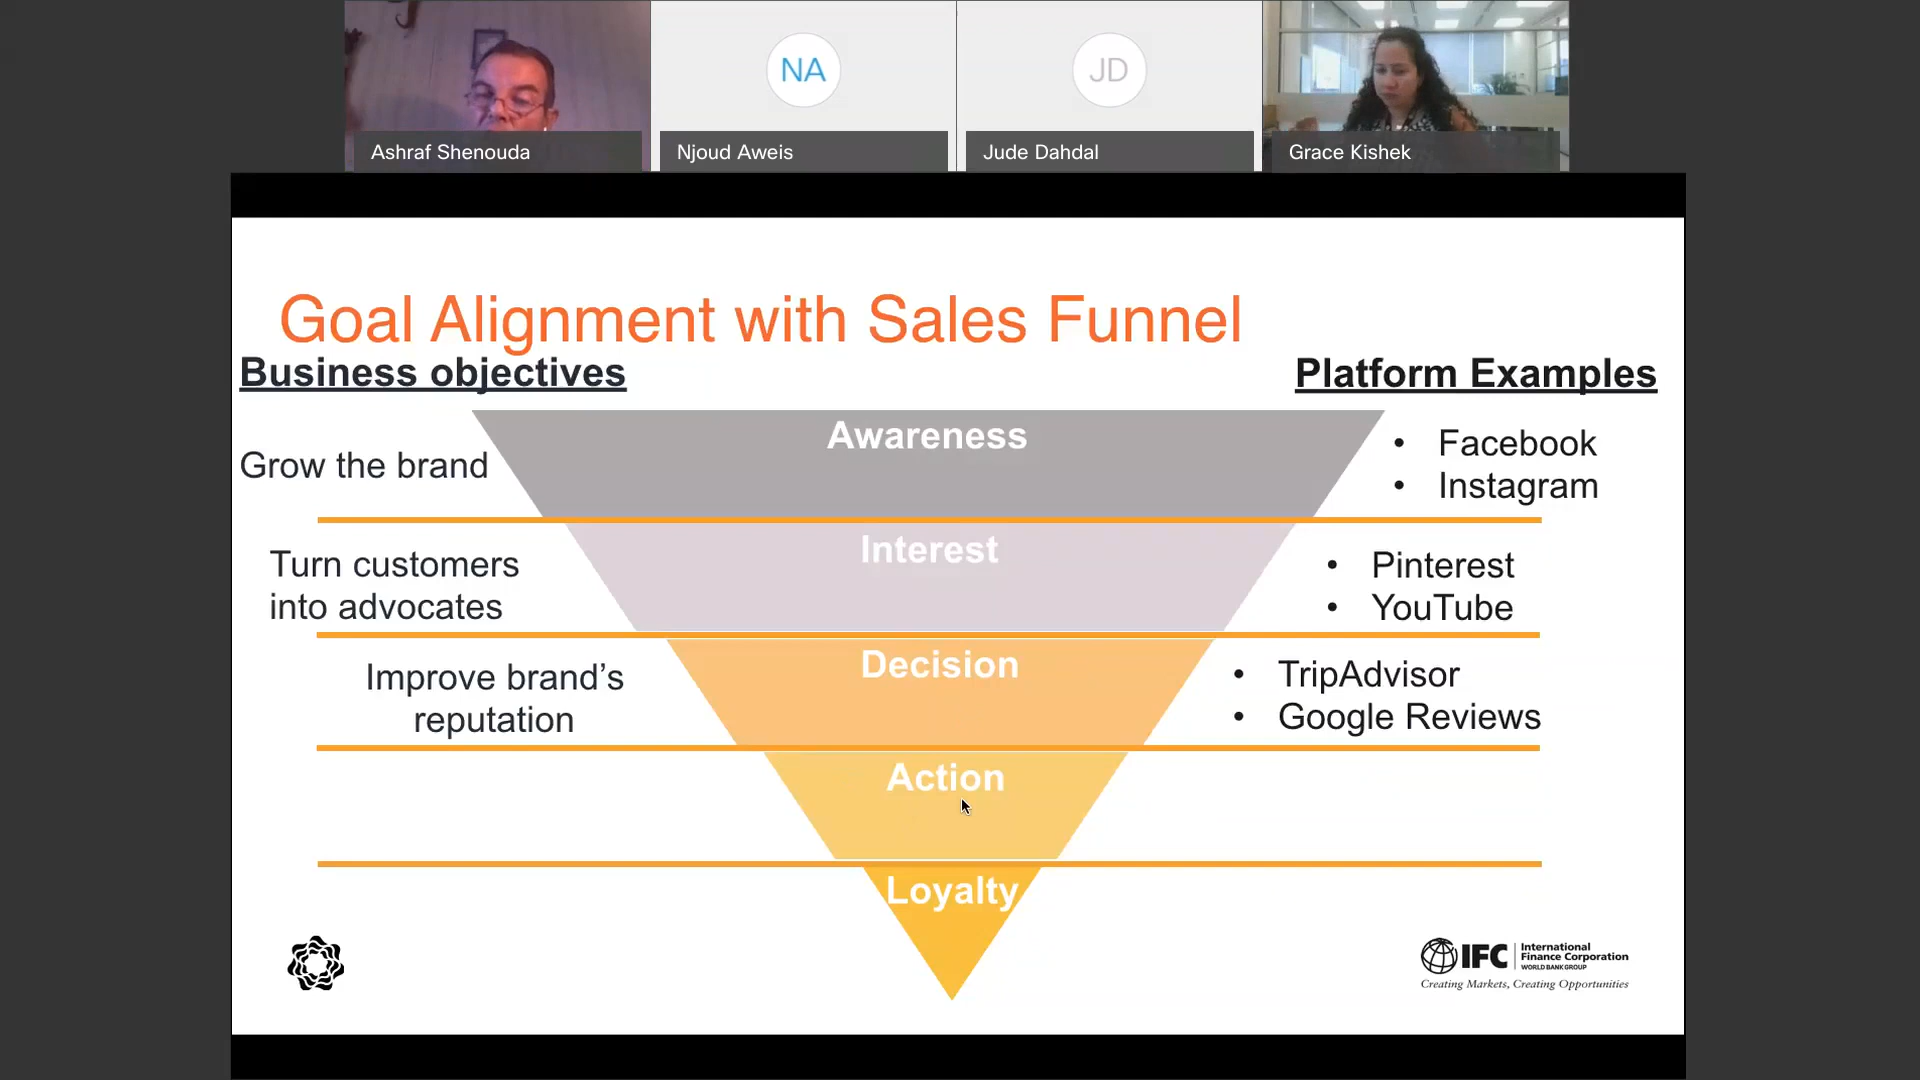 NA
JD
Ashraf Shenouda
Njoud Aweis
Jude Dahdal
Grace Kishek
Goal Alignment with Sales Funnel
Business objectives
Platform Examples
Awareness
Grow the brand
• Facebook
• Instagram
Interest
Turn customers
into advocates
• Pinterest
• YouTube
Decision
Improve brand’s
reputation
• TripAdvisor
• Google Reviews
Action
Loyalty
IFC
International
Finance Corporation
WORLD BANK GROUP
Creating Markets, Creating Opportunities